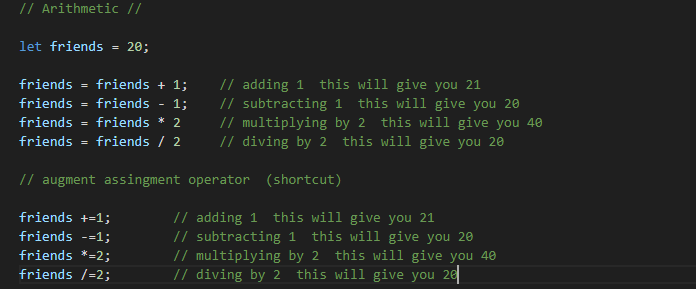 // Arithmetic //
let friends = 20;
friends = friends + 1;    // adding 1  this will give you 21
friends = friends - 1;    // subtracting 1  this will give you 20
friends = friends * 2     // multiplying by 2  this will give you 40
friends = friends / 2     // diving by 2  this will give you 20
// augment assingment operator  (shortcut)
friends +=1;        // adding 1  this will give you 21
friends -=1;        // subtracting 1  this will give you 20
friends *=2;        // multiplying by 2  this will give you 40
friends /=2;        // diving by 2  this will give you 20